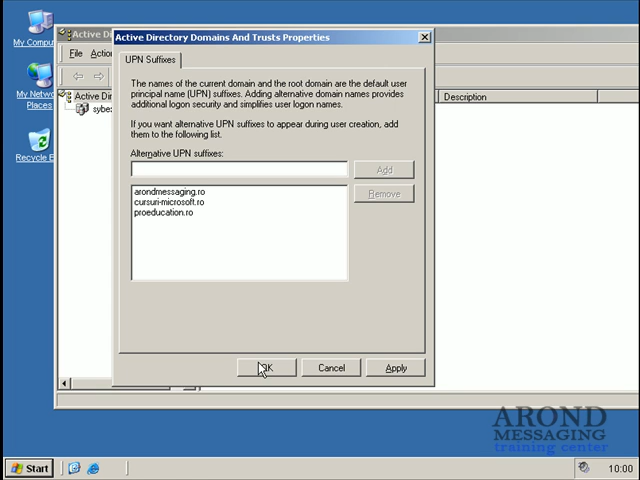 My Compu
My Netwo
Places
Recycle B
Active D
File Action
Active Dir
sybe
Description
Active Directory Domains And Trusts Properties
UPN Suffixes
The names of the current domain and the root domain are the default user
principal name (UPN) suffixes. Adding alternative domain names provides
additional logon security and simplifies user logon names.
If you want alternative UPN suffixes to appear during user creation, add
them to the following list.
Alternative UPN suffixes:
Add
arondmessaging.ro
cursuri-microsoft.ro
proeducation.ro
Remove
OK
Cancel
Apply
AROND
MESSAGING
training center
Start
10:00